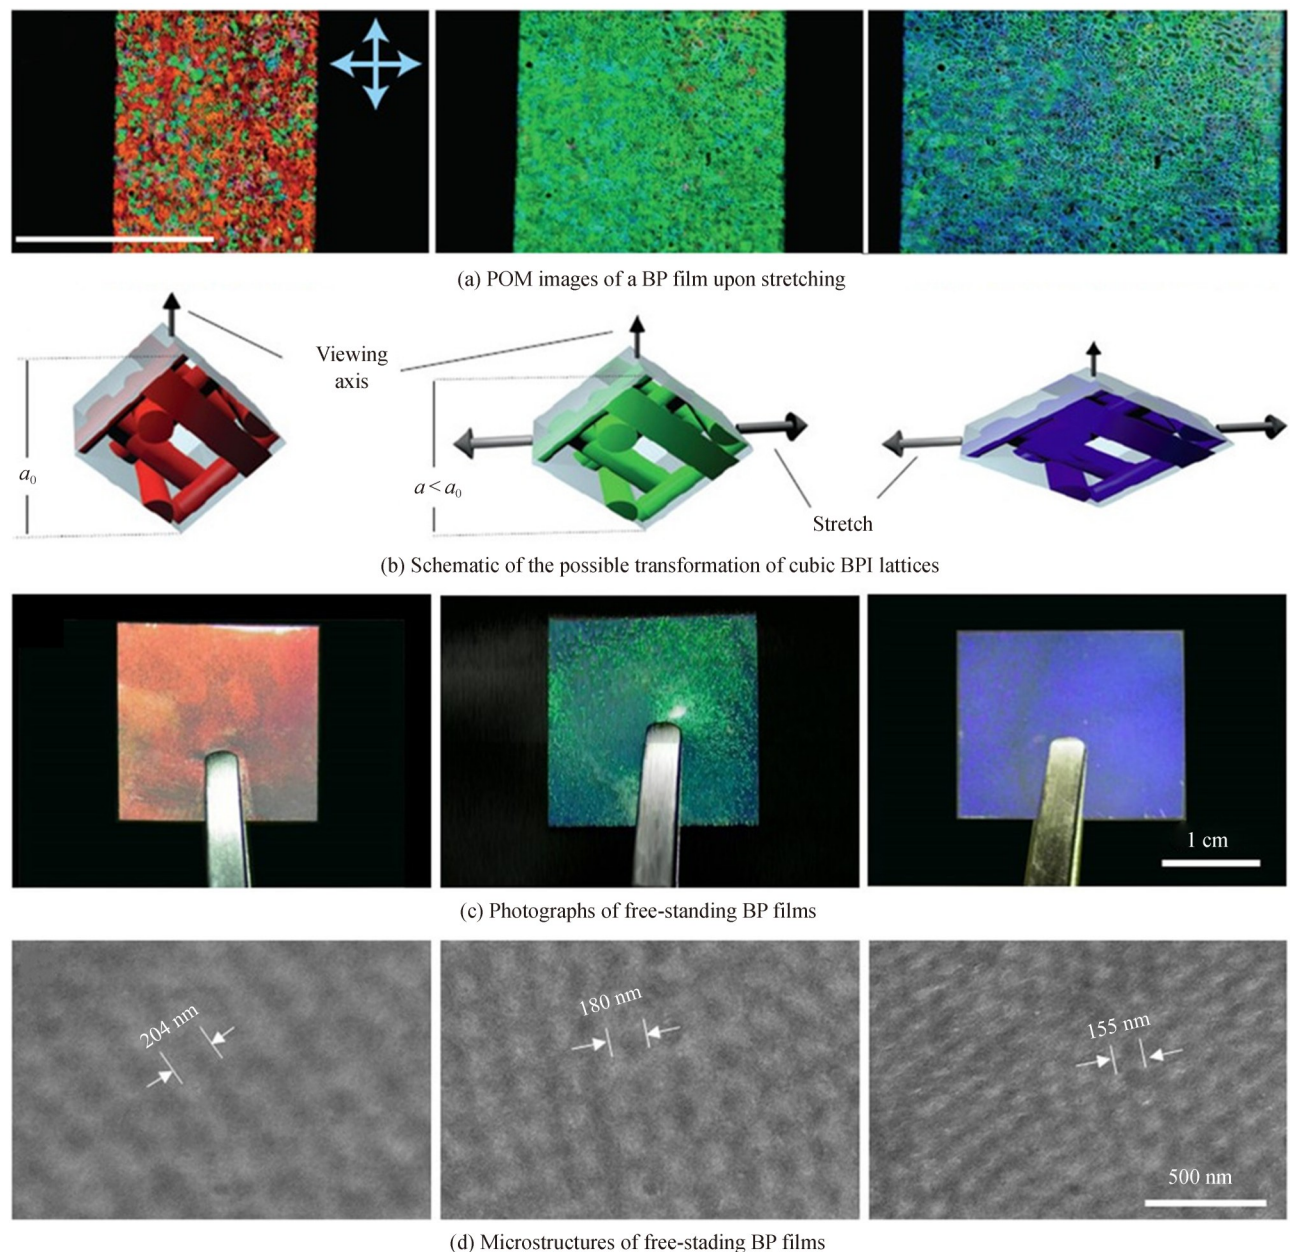 (a) POM images of a BP film upon stretching
Viewing
axis
a₀
a < a₀
Stretch
(b) Schematic of the possible transformation of cubic BPI lattices
1 cm
(c) Photographs of free-standing BP films
204 nm
180 nm
155 nm
500 nm
(d) Microstructures of free-stading BP films